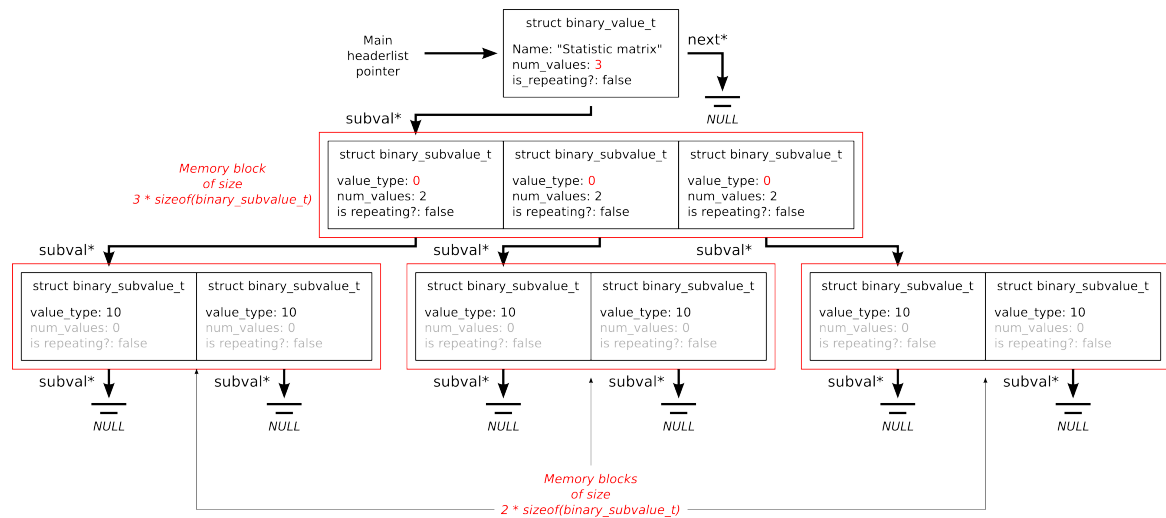 struct binary_value_t
Main
headerlist
pointer
Name: "Statistic matrix"
num_values: 3
is_repeating?: false
next*
NULL
subval*
Memory block
of size
3 * sizeof(binary_subvalue_t)
struct binary_subvalue_t
value_type: 0
num_values: 2
is repeating?: false
struct binary_subvalue_t
value_type: 0
num_values: 2
is repeating?: false
struct binary_subvalue_t
value_type: 0
num_values: 2
is repeating?: false
subval*
subval*
subval*
struct binary_subvalue_t
value_type: 10
num_values: 0
is repeating?: false
struct binary_subvalue_t
value_type: 10
num_values: 0
is repeating?: false
struct binary_subvalue_t
value_type: 10
num_values: 0
is repeating?: false
struct binary_subvalue_t
value_type: 10
num_values: 0
is repeating?: false
struct binary_subvalue_t
value_type: 10
num_values: 0
is repeating?: false
struct binary_subvalue_t
value_type: 10
num_values: 0
is repeating?: false
subval*
subval*
subval*
subval*
subval*
subval*
NULL
NULL
NULL
NULL
NULL
NULL
Memory blocks
of size
2 * sizeof(binary_subvalue_t)